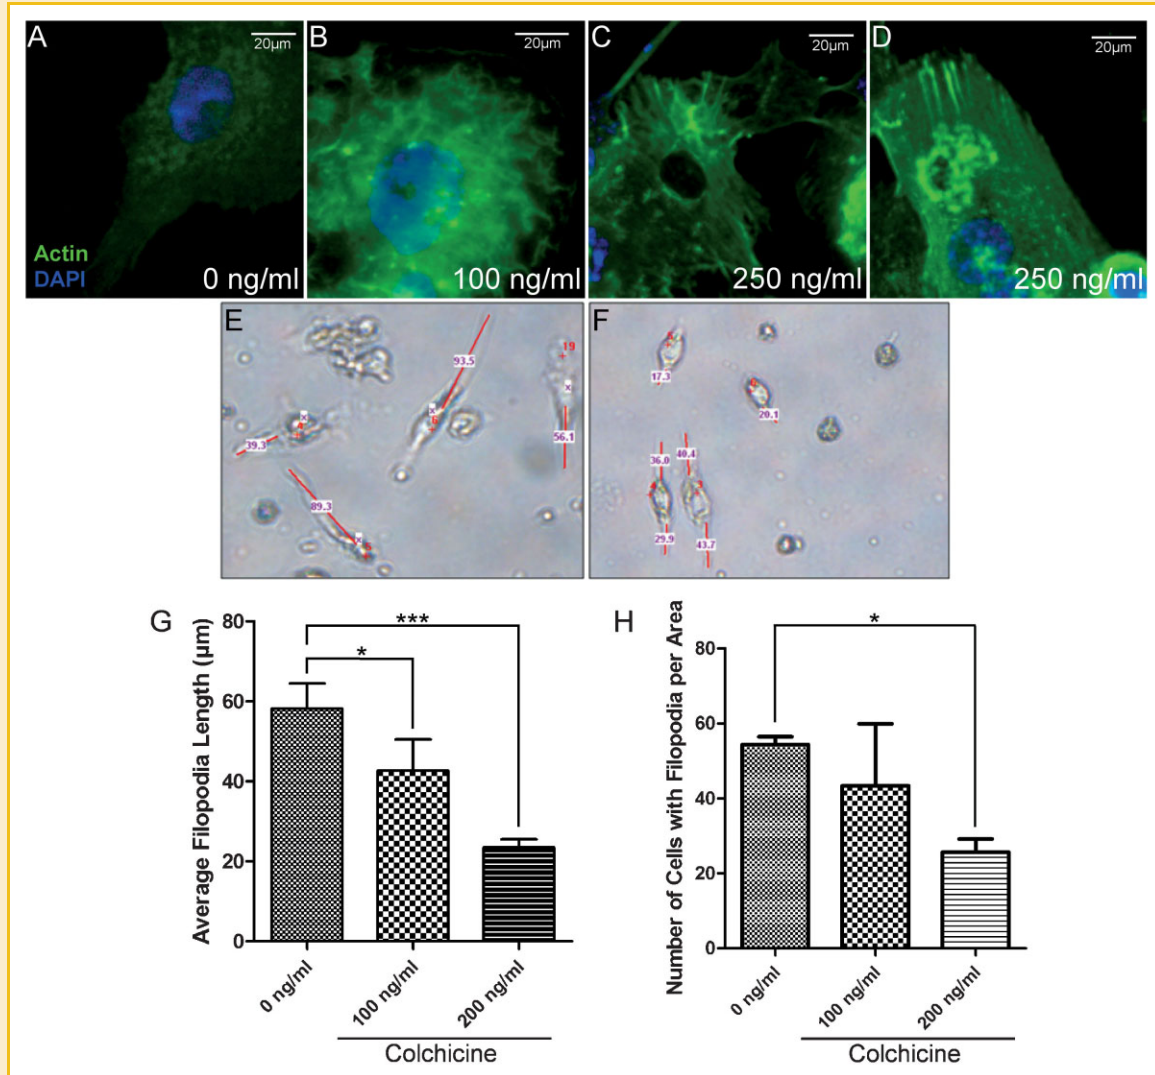 A
20µm
B
20µm
C
20µm
D
20µm
Actin
DAPI
0 ng/ml
100 ng/ml
250 ng/ml
250 ng/ml
E
93.5
19
x
x
x
6
4
39.3
56.1
89.3
x
F
17.3
20.1
36.0
40.4
3
29.9
43.7
G
Average Filopodia Length (µm)
80
60
40
20
0
***
*
0 ng/ml
100 ng/ml
200 ng/ml
Colchicine
H
Number of Cells with Filopodia per Area
80
60
40
20
0
*
0 ng/ml
100 ng/ml
200 ng/ml
Colchicine